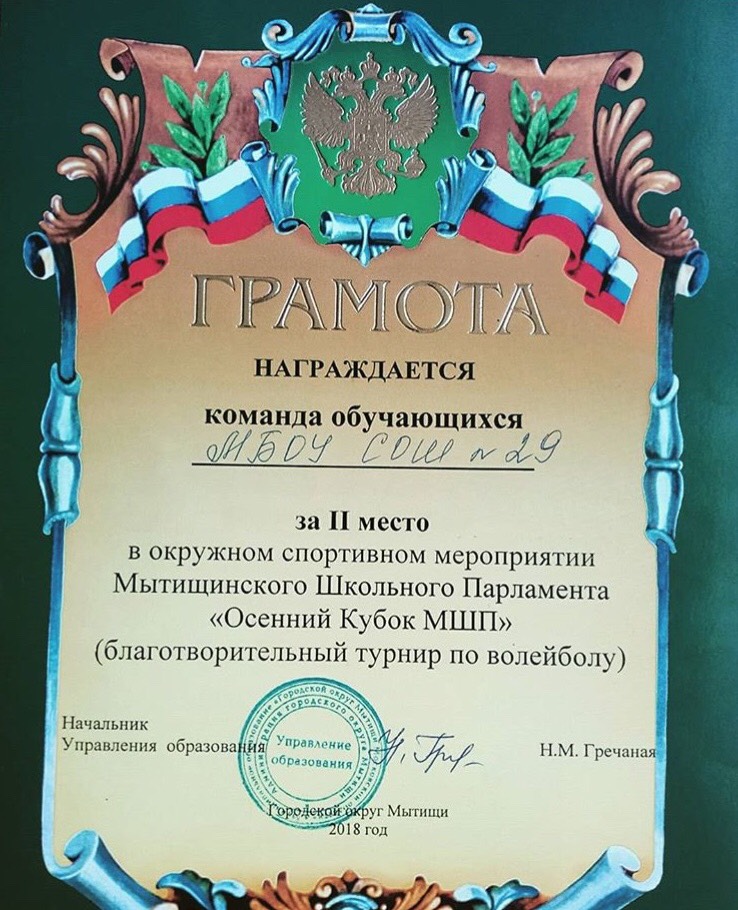 ГРАМОТА
НАГРАЖДАЕТСЯ
команда обучающихся
МБОУ СОШ №29
за II место
в окружном спортивном мероприятии
Мытищинского Школьного Парламента
«Осенний Кубок МШП»
(благотворительный турнир по волейболу)
Начальник
Управления образования
Управление
образования
Н.М. Гречаная
Городской округ Мытищи
2018 год